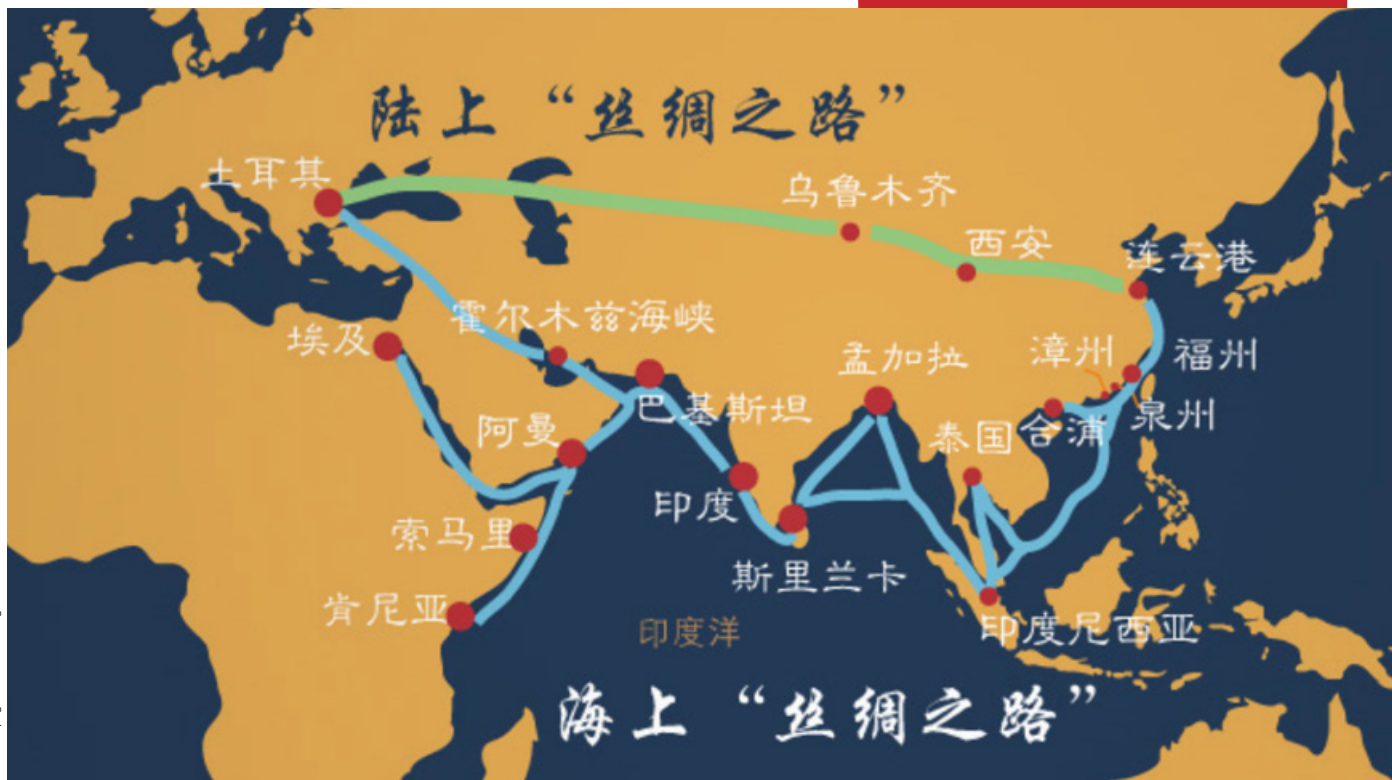 陆上“丝绸之路”
土耳其
乌鲁木齐
西安
连云港
霍尔木兹海峡
埃及
孟加拉
漳州
福州
巴基斯坦
阿曼
泰国
合浦
泉州
印度
索马里
斯里兰卡
肯尼亚
印度洋
印度尼西亚
海上“丝绸之路”